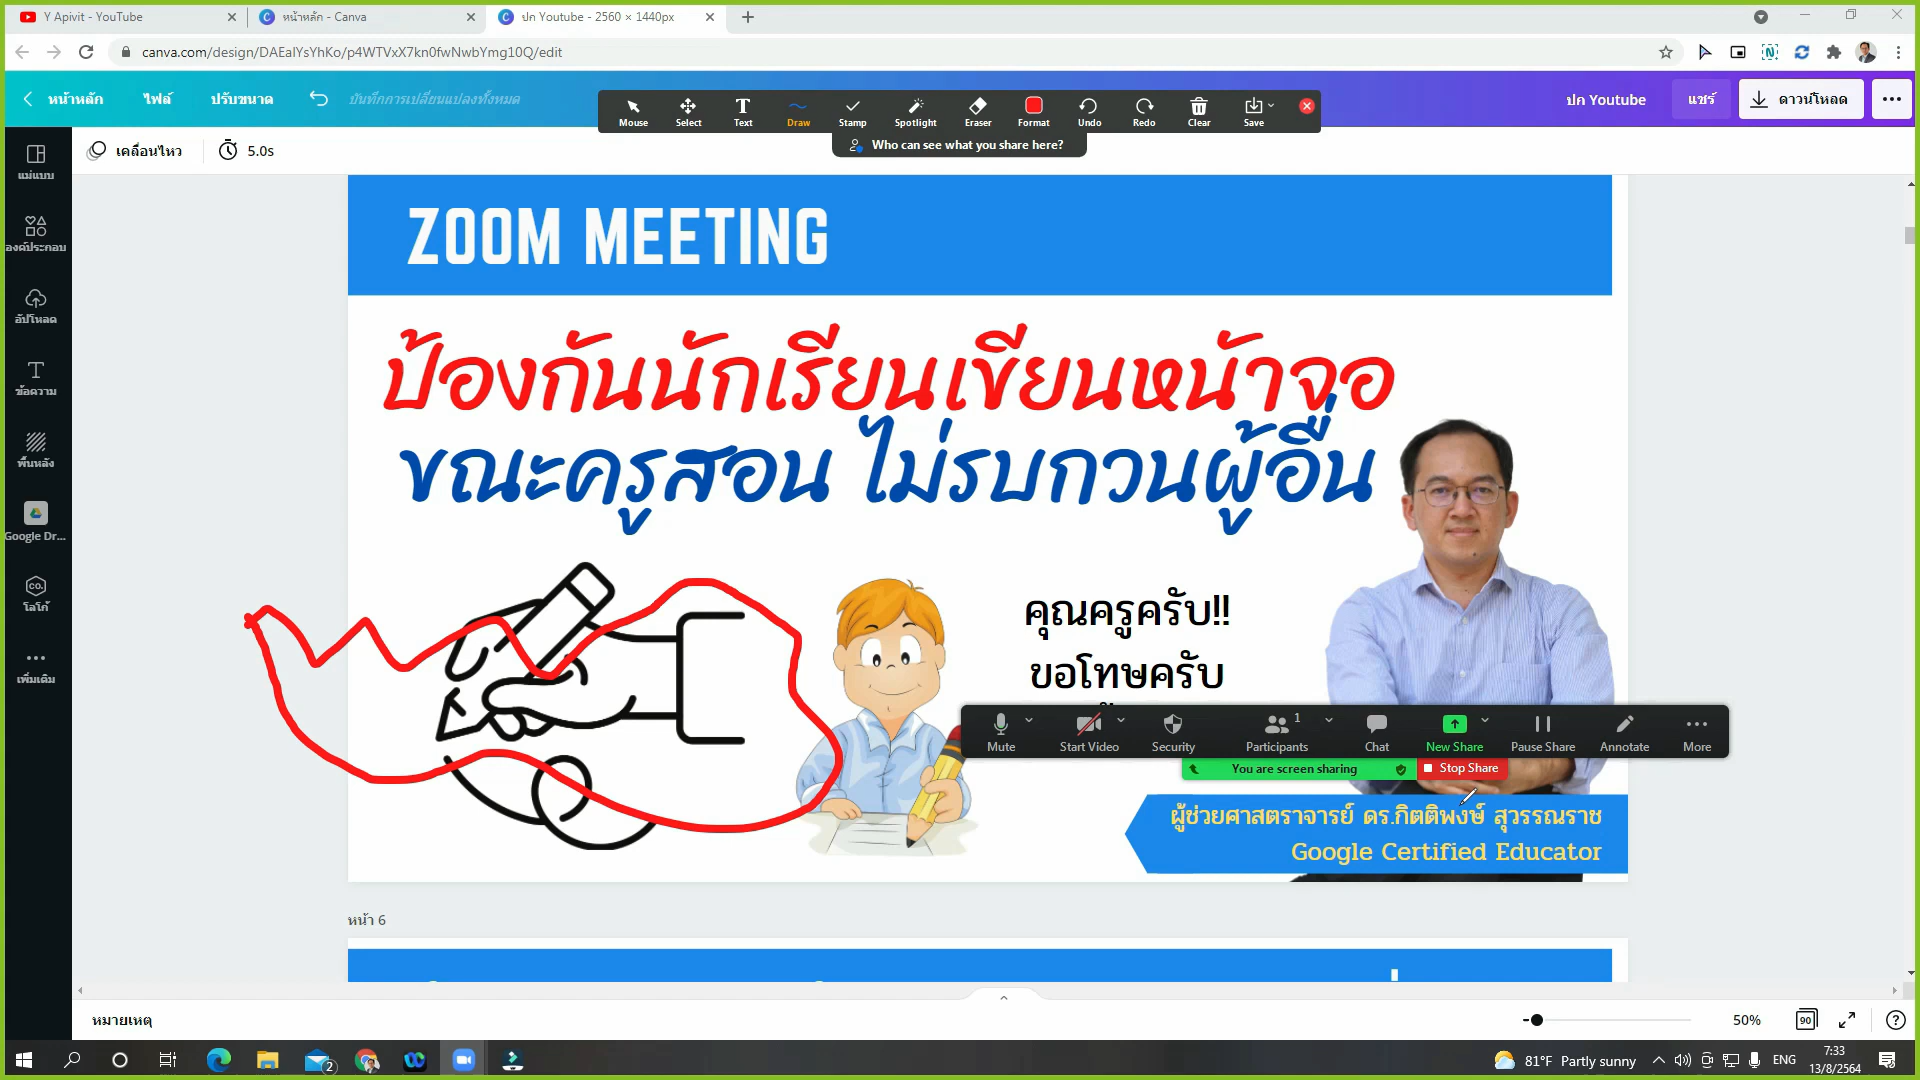 Y Apivit - YouTube
หน้าหลัก - Canva
ปก Youtube - 2560 × 1440px
canva.com/design/DAEalYsYhKo/p4WTVxX7kn0fwNwbYmg10Q/edit
หน้าหลัก
ไฟล์
ปรับขนาด
บันทึกการเปลี่ยนแปลงทั้งหมด
ปก Youtube
แชร์
ดาวน์โหลด
Mouse
Select
Text
Draw
Stamp
Spotlight
Eraser
Format
Undo
Redo
Clear
Save
Who can see what you share here?
เคลื่อนไหว
5.0s
แม่แบบ
องค์ประกอบ
อัปโหลด
ข้อความ
พื้นหลัง
Google Dr...
โลโก้
เพิ่มเติม
ZOOM MEETING
ป้องกันนักเรียนเขียนหน้าจอ
ขณะครูสอน ไม่รบกวนผู้อื่น
คุณครูครับ!!
ขอโทษครับ
Mute
Start Video
Security
Participants
1
Chat
New Share
Pause Share
Annotate
More
You are screen sharing
Stop Share
ผู้ช่วยศาสตราจารย์ ดร.กิตติพงษ์ สุวรรณราช
Google Certified Educator
หน้า 6
หมายเหตุ
50%
90
81°F Partly sunny
ENG
7:33
13/8/2564